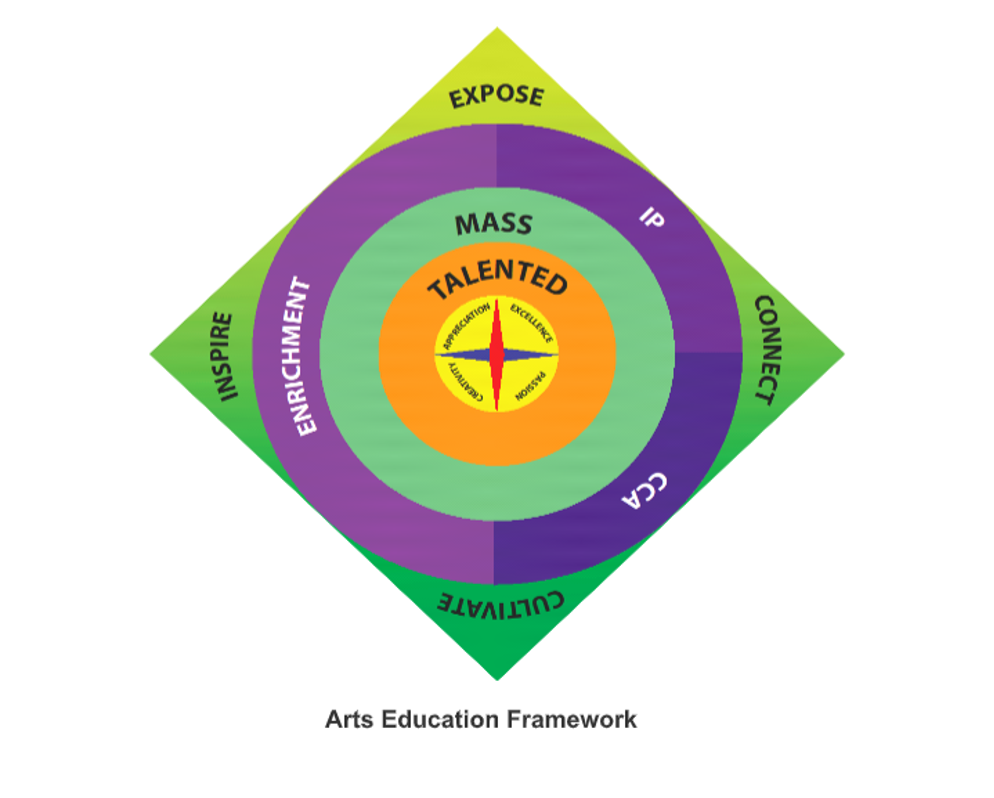 EXPOSE
IP
MASS
TALENTED
APPRECIATION
EXCELLENCE
CREATIVITY
PASSION
INSPIRE
ENRICHMENT
CONNECT
CCA
CULTIVATE
Arts Education Framework